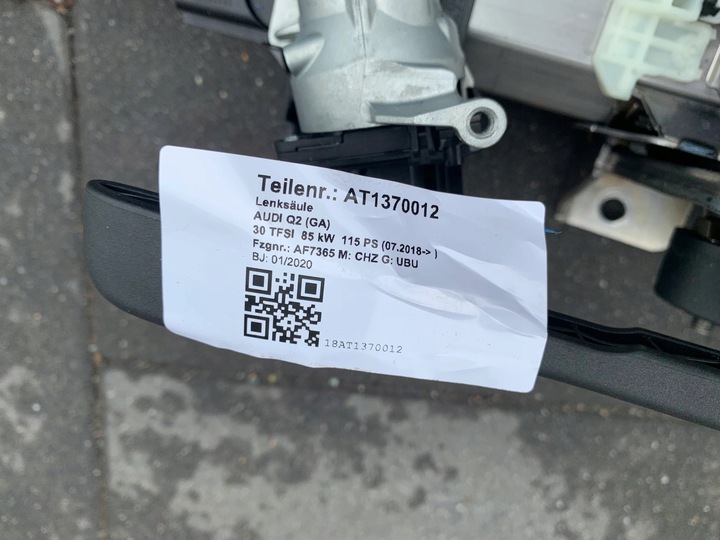 Teilenr.: AT1370012
Lenksäule
AUDI Q2 (GA)
30 TFSI 85 kW 115 PS (07.2018-> )
Fzgnr.: AF7365 M: CHZ G: UBU
BJ: 01/2020
18AT1370012